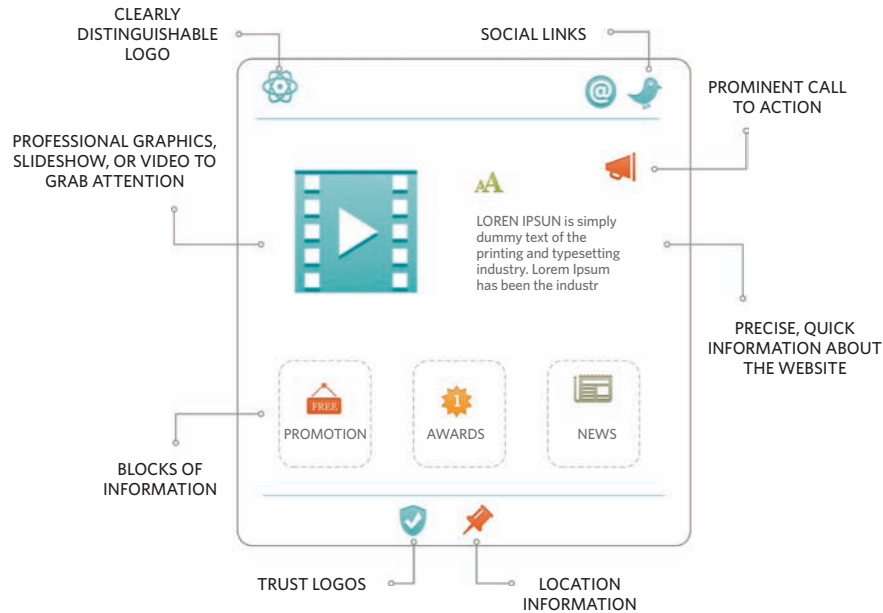 CLEARLY
DISTINGUISHABLE
LOGO
SOCIAL LINKS
PROMINENT CALL
TO ACTION
PROFESSIONAL GRAPHICS,
SLIDESHOW, OR VIDEO TO
GRAB ATTENTION
@
AA
LOREN IPSUN is simply
dummy text of the
printing and typesetting
industry. Lorem Ipsum
has been the industr
PRECISE, QUICK
INFORMATION ABOUT
THE WEBSITE
FREE
PROMOTION
1
AWARDS
NEWS
BLOCKS OF
INFORMATION
TRUST LOGOS
LOCATION
INFORMATION